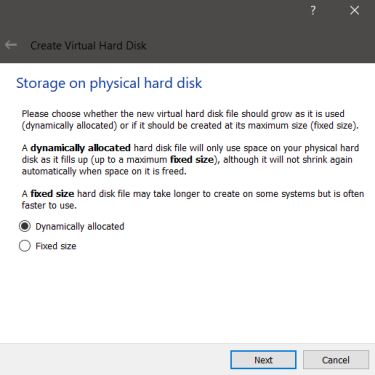 ?
Create Virtual Hard Disk
Storage on physical hard disk
Please choose whether the new virtual hard disk file should grow as it is used
(dynamically allocated) or if it should be created at its maximum size (fixed size).
A dynamically allocated hard disk file will only use space on your physical hard
disk as it fills up (up to a maximum fixed size), although it will not shrink again
automatically when space on it is freed.
A fixed size hard disk file may take longer to create on some systems but is often
faster to use.
Dynamically allocated
Fixed size
Next
Cancel